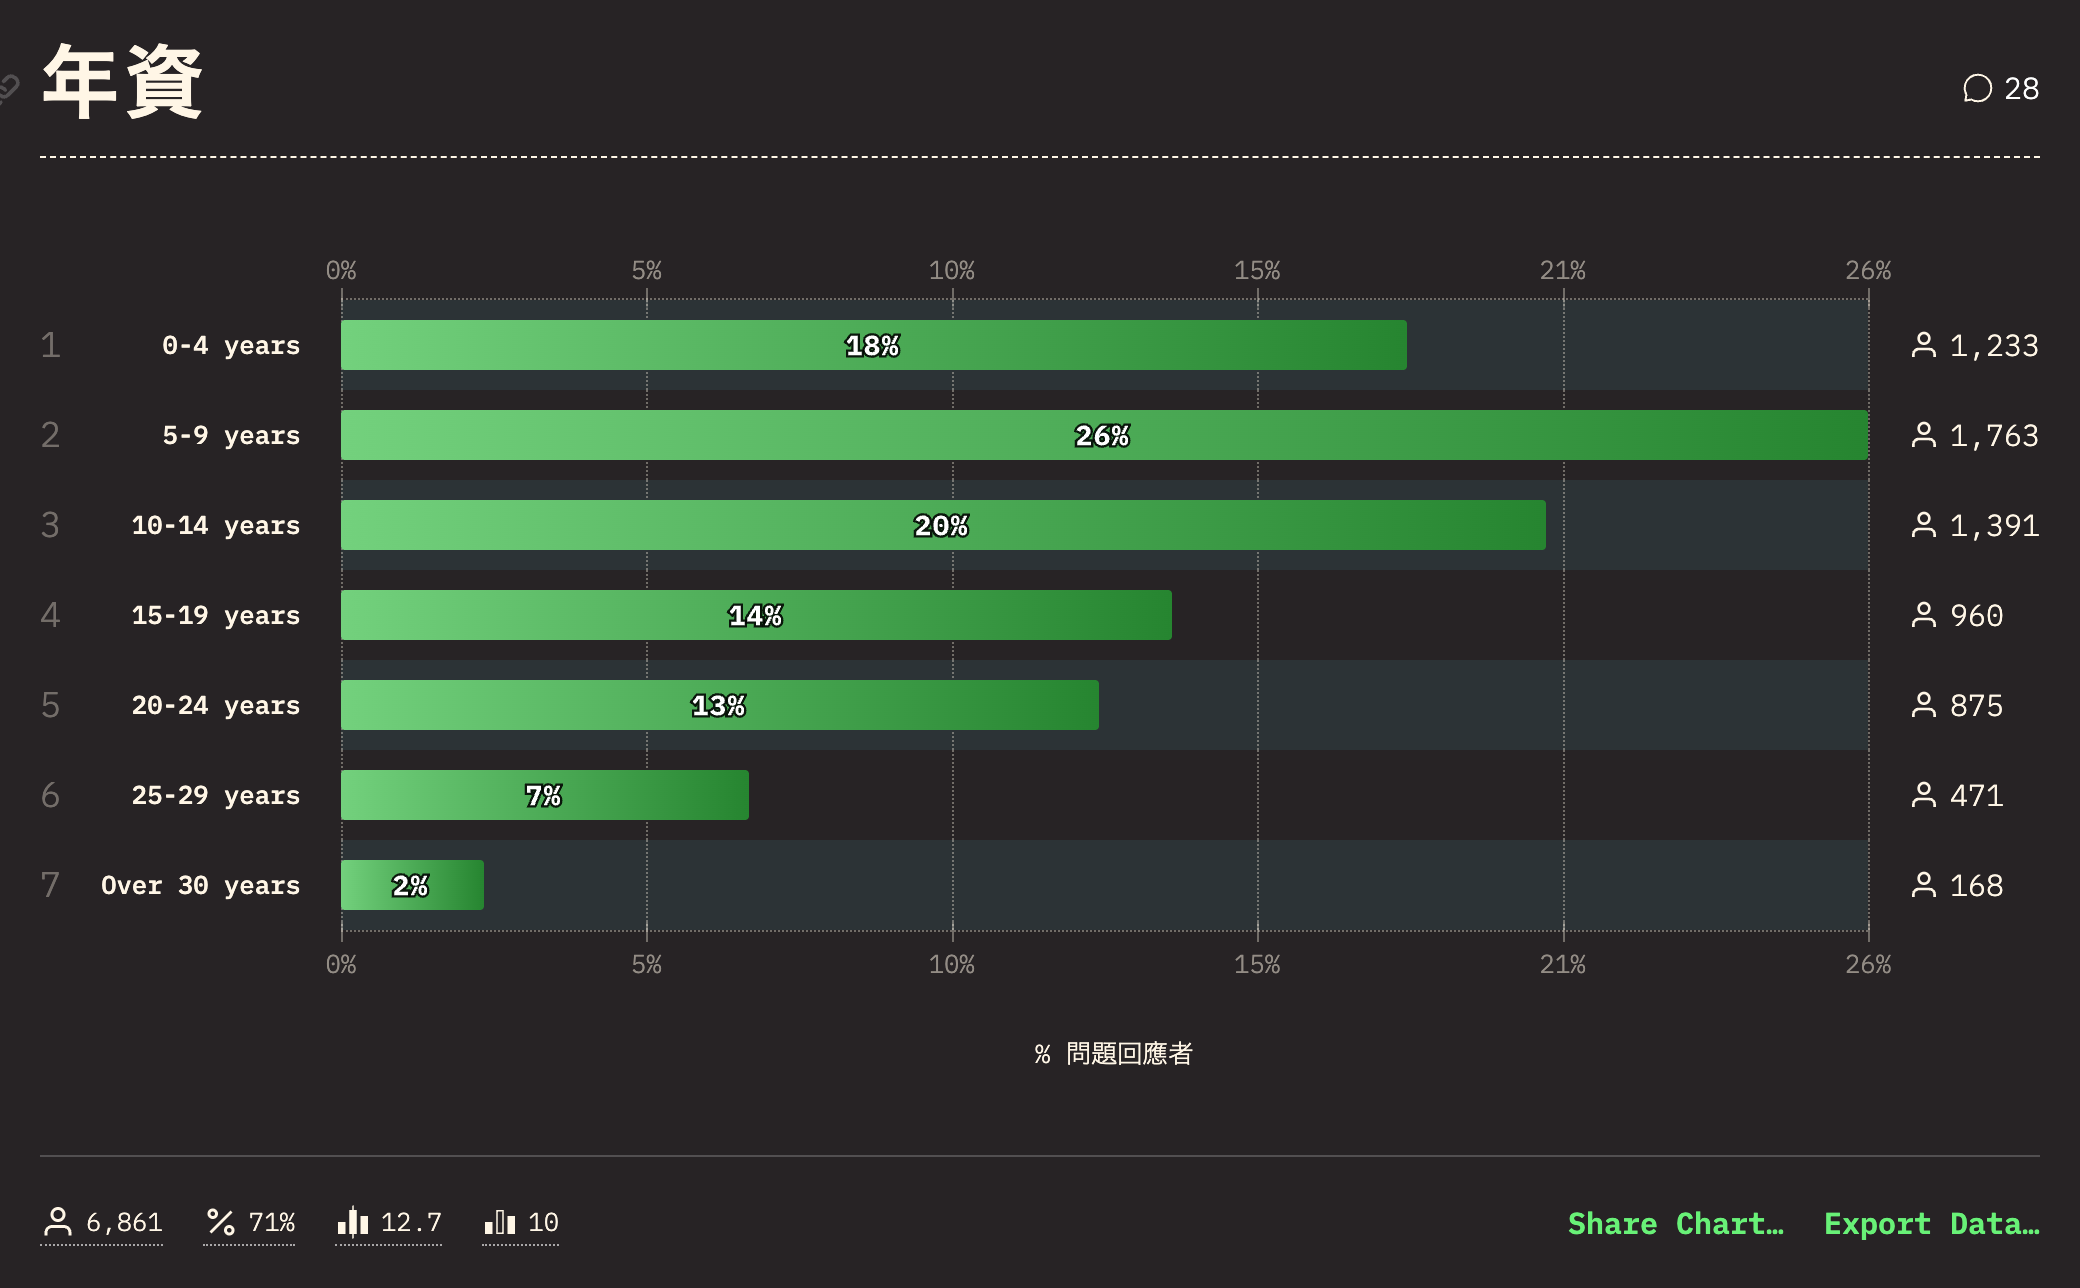 年資
28
0% 5% 10% 15% 21% 26%
1 0-4 years 18% 1,233
2 5-9 years 26% 1,763
3 10-14 years 20% 1,391
4 15-19 years 14% 960
5 20-24 years 13% 875
6 25-29 years 7% 471
7 Over 30 years 2% 168
0% 5% 10% 15% 21% 26%
% 問題回應者
6,861 71% 12.7 10 Share Chart… Export Data…